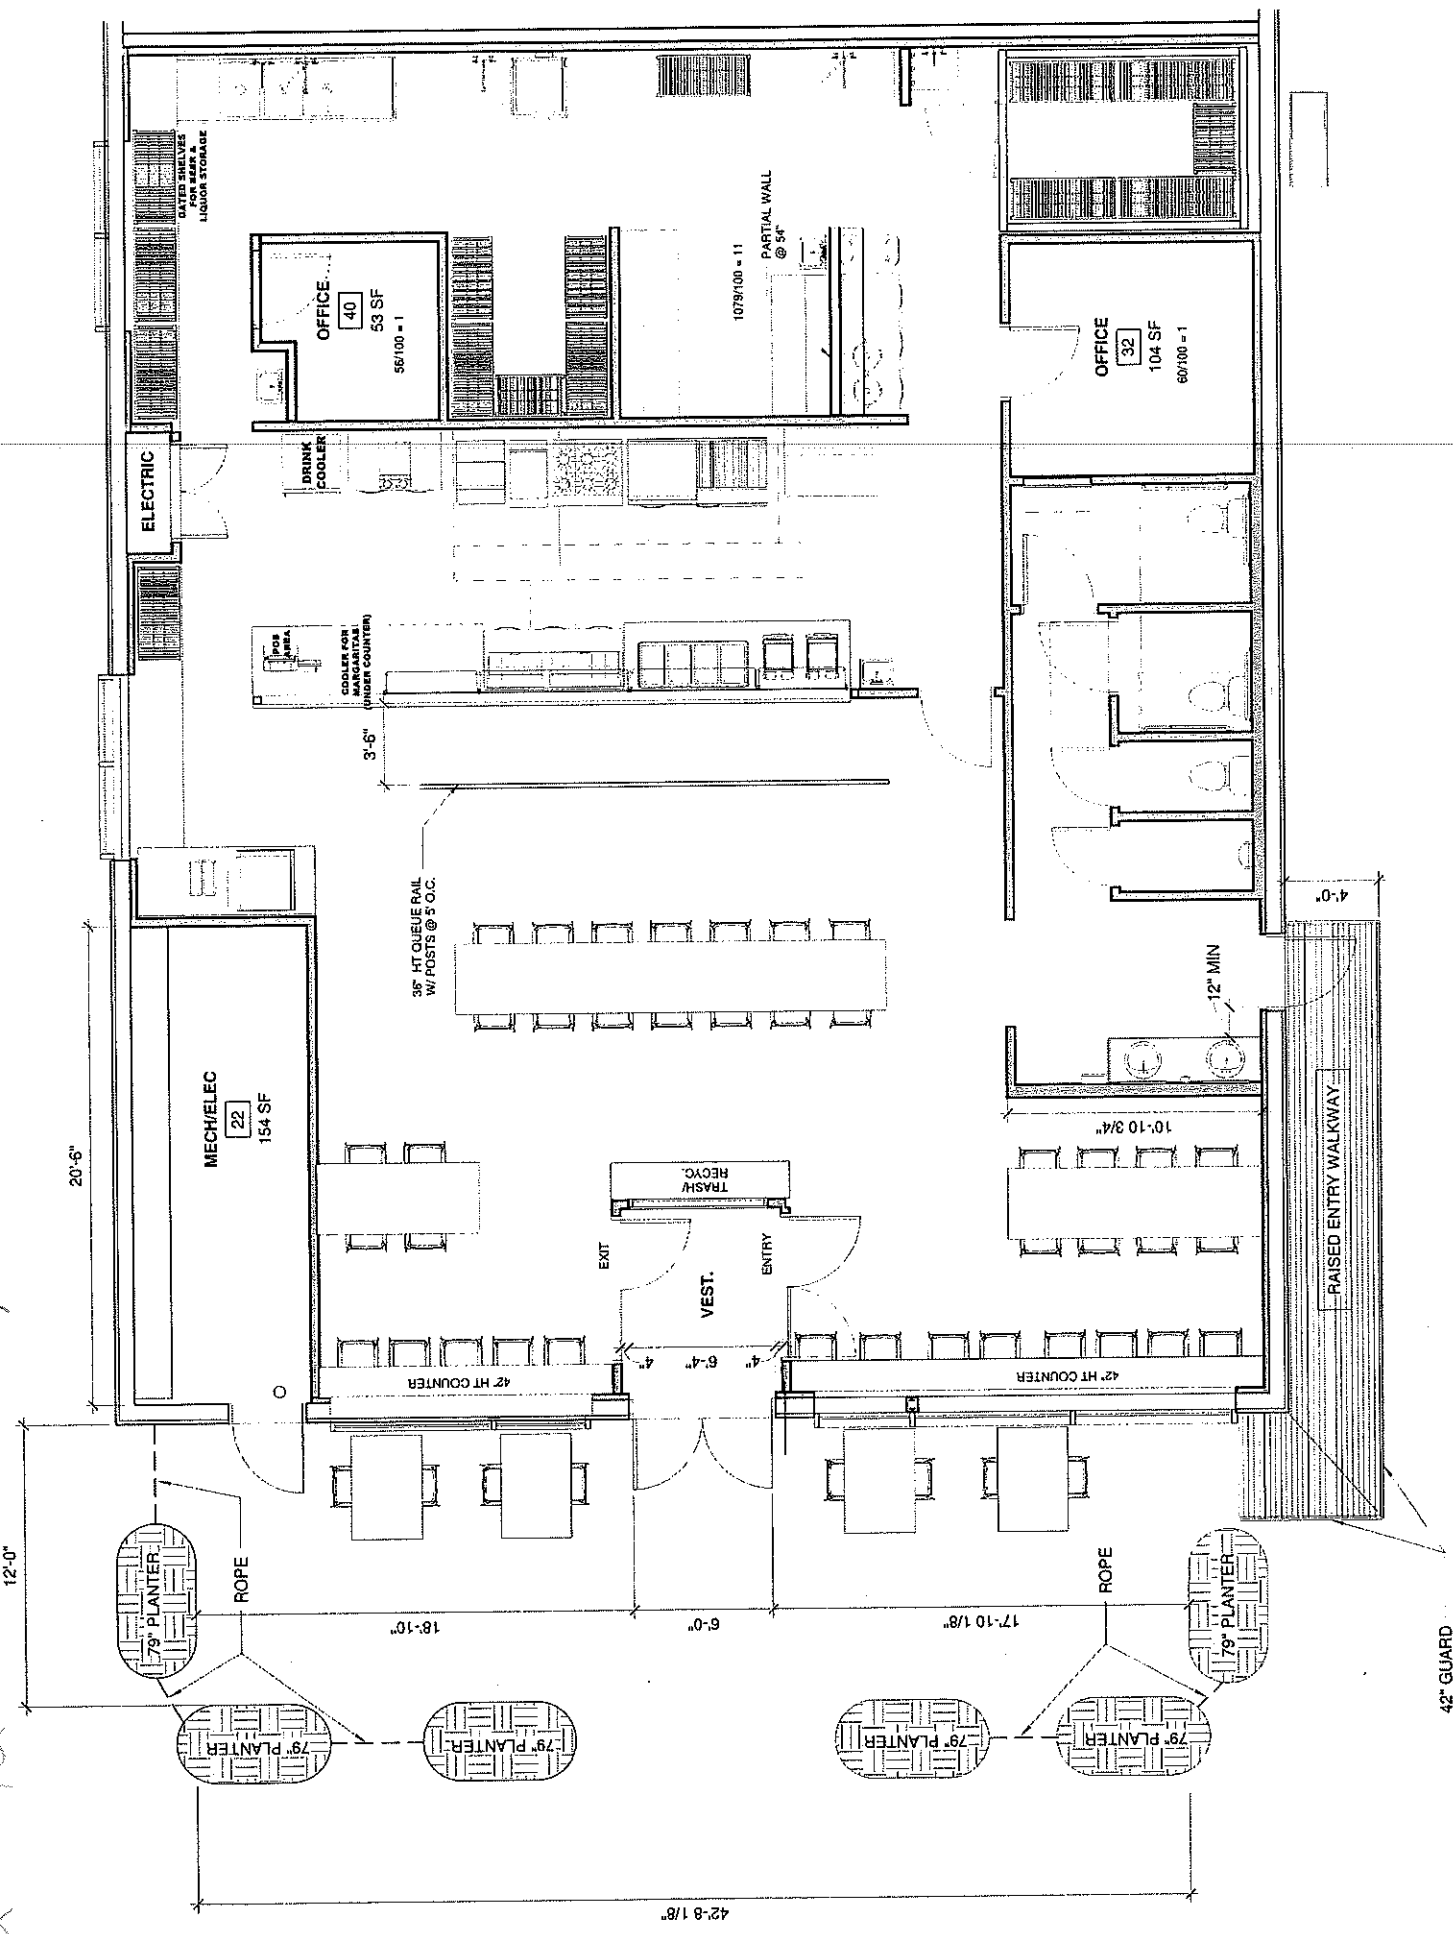 GATED SHELVES
FOR BEER &
LIQUOR STORAGE
OFFICE
40
53 SF
56/100 = 1
1079/100 = 11
PARTIAL WALL
@ 54"
OFFICE
32
104 SF
60/100 = 1
ELECTRIC
DRINK
COOLER
POS
AREA
COOLER FOR
MARGARITAS
(UNDER COUNTER)
3'-6"
36" HT QUEUE RAIL
W/ POSTS @ 5' O.C.
20'-6"
MECH/ELEC
22
154 SF
TRASH/
RECYC.
EXIT
ENTRY
VEST.
4"
6'-4"
4"
42" HT COUNTER
42" HT COUNTER
10'-10 3/4"
12" MIN
4'-0"
RAISED ENTRY WALKWAY
12'-0"
ROPE
ROPE
79" PLANTER
79" PLANTER
79" PLANTER
79" PLANTER
79" PLANTER
79" PLANTER
18'-10"
6'-0"
17'-10 1/8"
42'-8 1/8"
42" GUARD